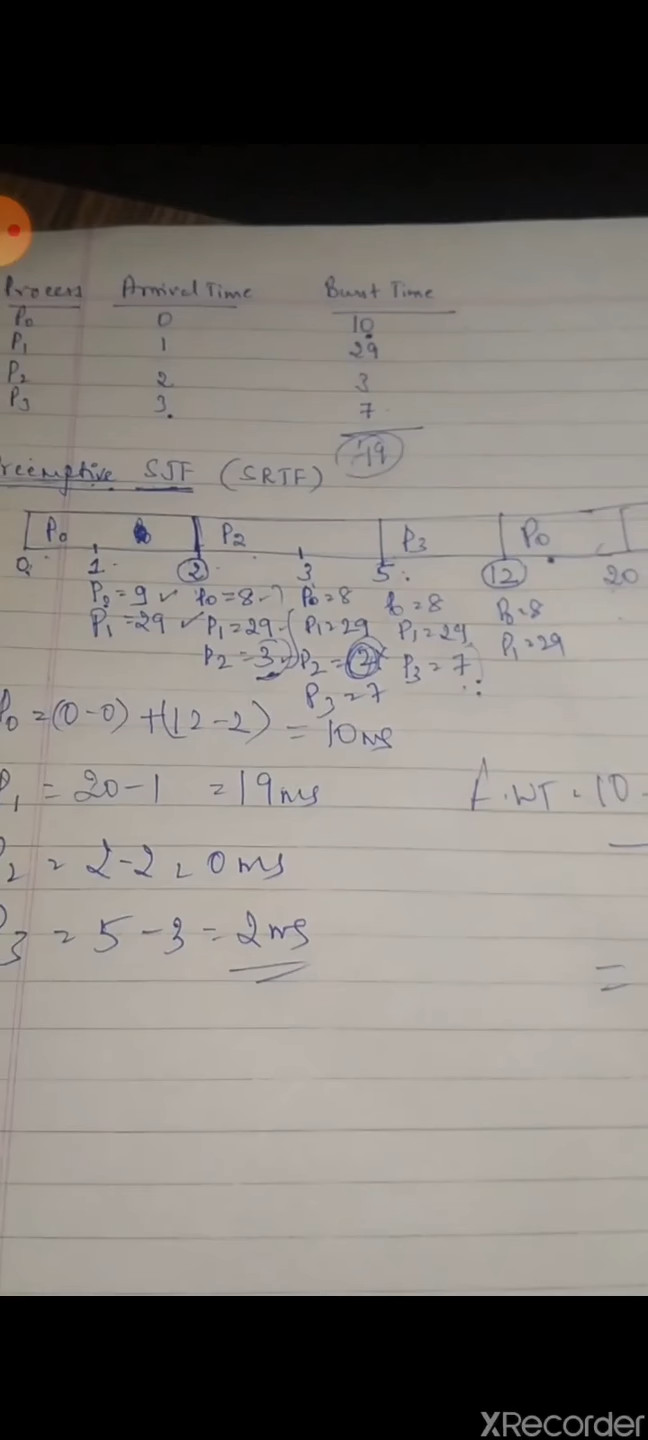 Process Arrival Time Burst Time
P0 0 10
P1 1 29
P2 2 3
P3 3 7
49
Preemptive SJF (SRTF)
P0 P2 P3 P0
0 1 2 3 5 12 20
P0 = 9 P0 = 8 P0 = 8 P0 = 8 P0 = 8
P1 = 29 P1 = 29 P1 = 29 P1 = 29 P1 = 29
P2 = 3 P2 = 2 P3 = 7
P3 = 7
P0 = (0-0) + (12-2) = 10ms
P1 = 20-1 = 19ms
P2 = 2-2 = 0ms
P3 = 5-3 = 2ms
A.WT = 10
=
XRecorder